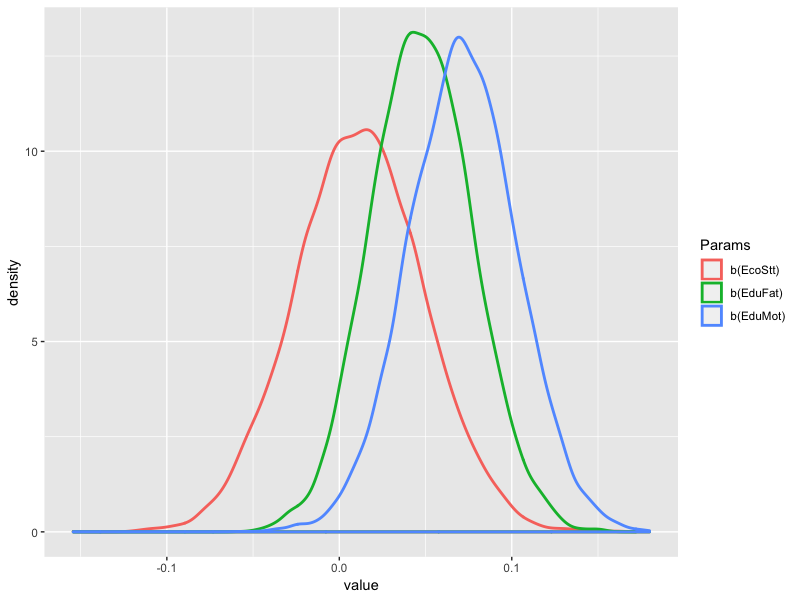 10
5
0
density
-0.1
0.0
0.1
value
Params
b(EcoStt)
b(EduFat)
b(EduMot)